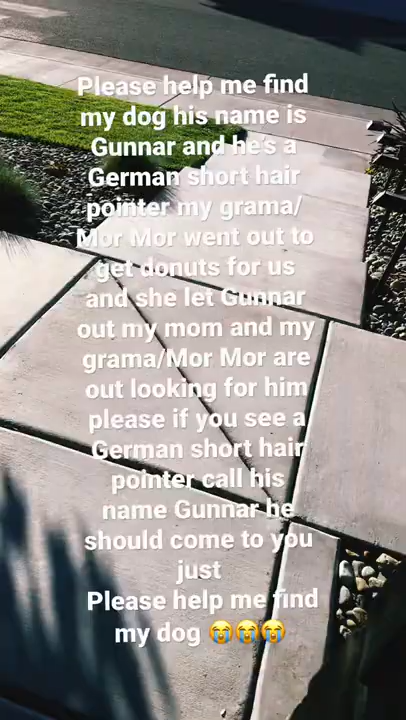 Please help me find
my dog his name is
Gunnar and he's a
German short hair
pointer my grama/
Mor Mor went out to
get donuts for us
and she let Gunnar
out my mom and my
grama/Mor Mor are
out looking for him
please if you see a
German short hair
pointer call his
name Gunnar he
should come to you
just
Please help me find
my dog 😭😭😭